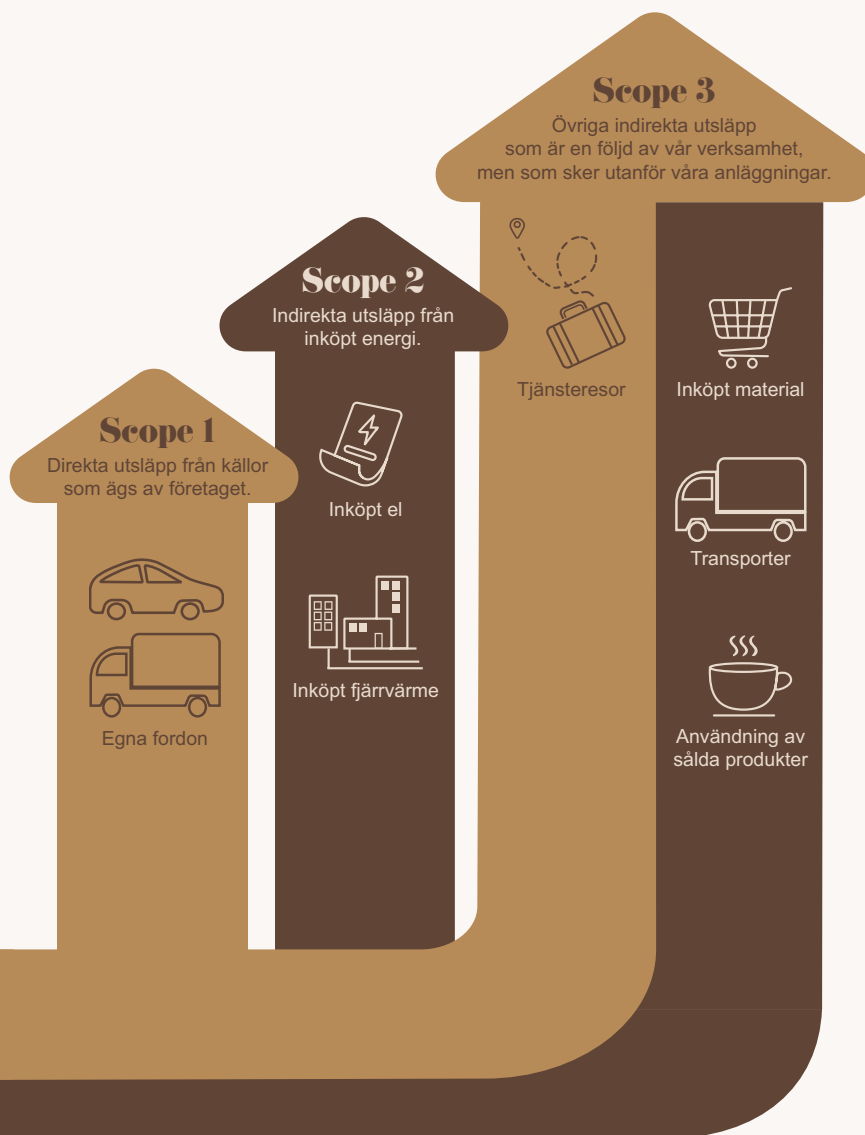 Scope 1
Direkta utsläpp från källor
som ägs av företaget.
Egna fordon
Scope 2
Indirekta utsläpp från
inköpt energi.
Inköpt el
Inköpt fjärrvärme
Scope 3
Övriga indirekta utsläpp
som är en följd av vår verksamhet,
men som sker utanför våra anläggningar.
Tjänsteresor
Inköpt material
Transporter
Användning av
sålda produkter